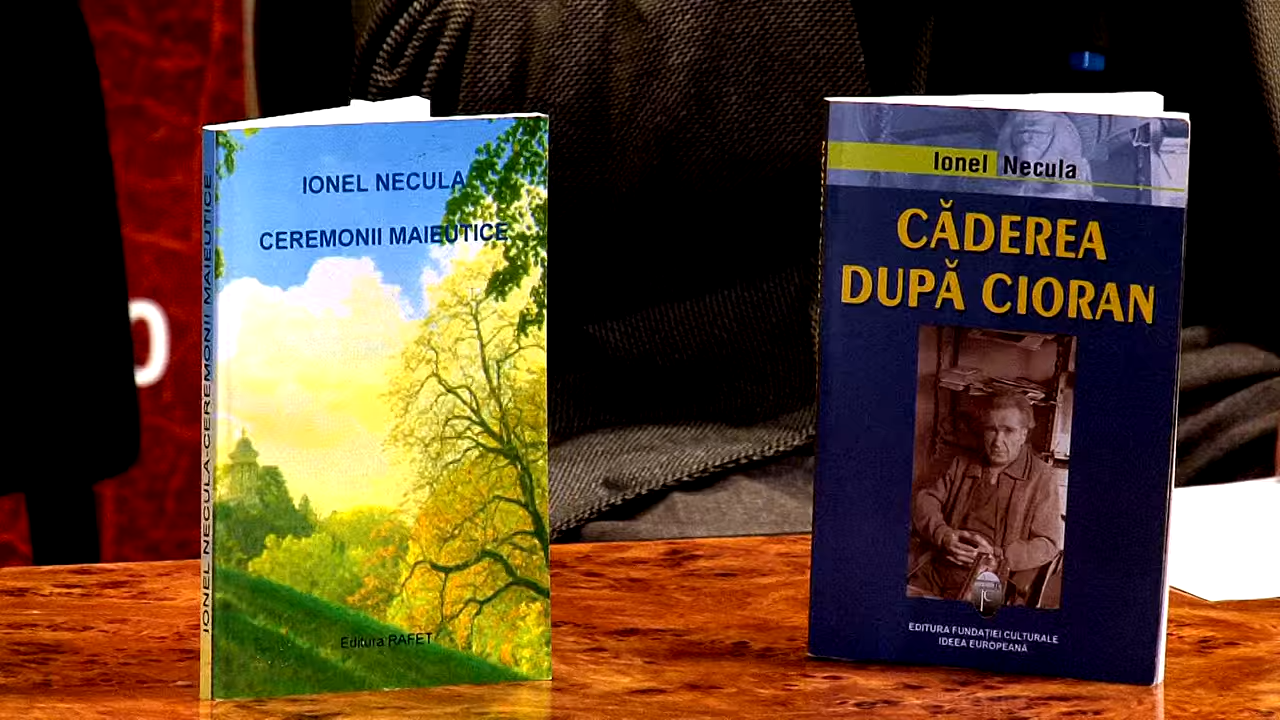 IONEL NECULA
CEREMONII MAIEUTICE
Editura RAFET
IONEL NECULA-CEREMONII MAIEUTICE
Ionel Necula
CĂDEREA
DUPĂ CIORAN
EDITURA FUNDAȚIEI CULTURALE
IDEEA EUROPEANĂ